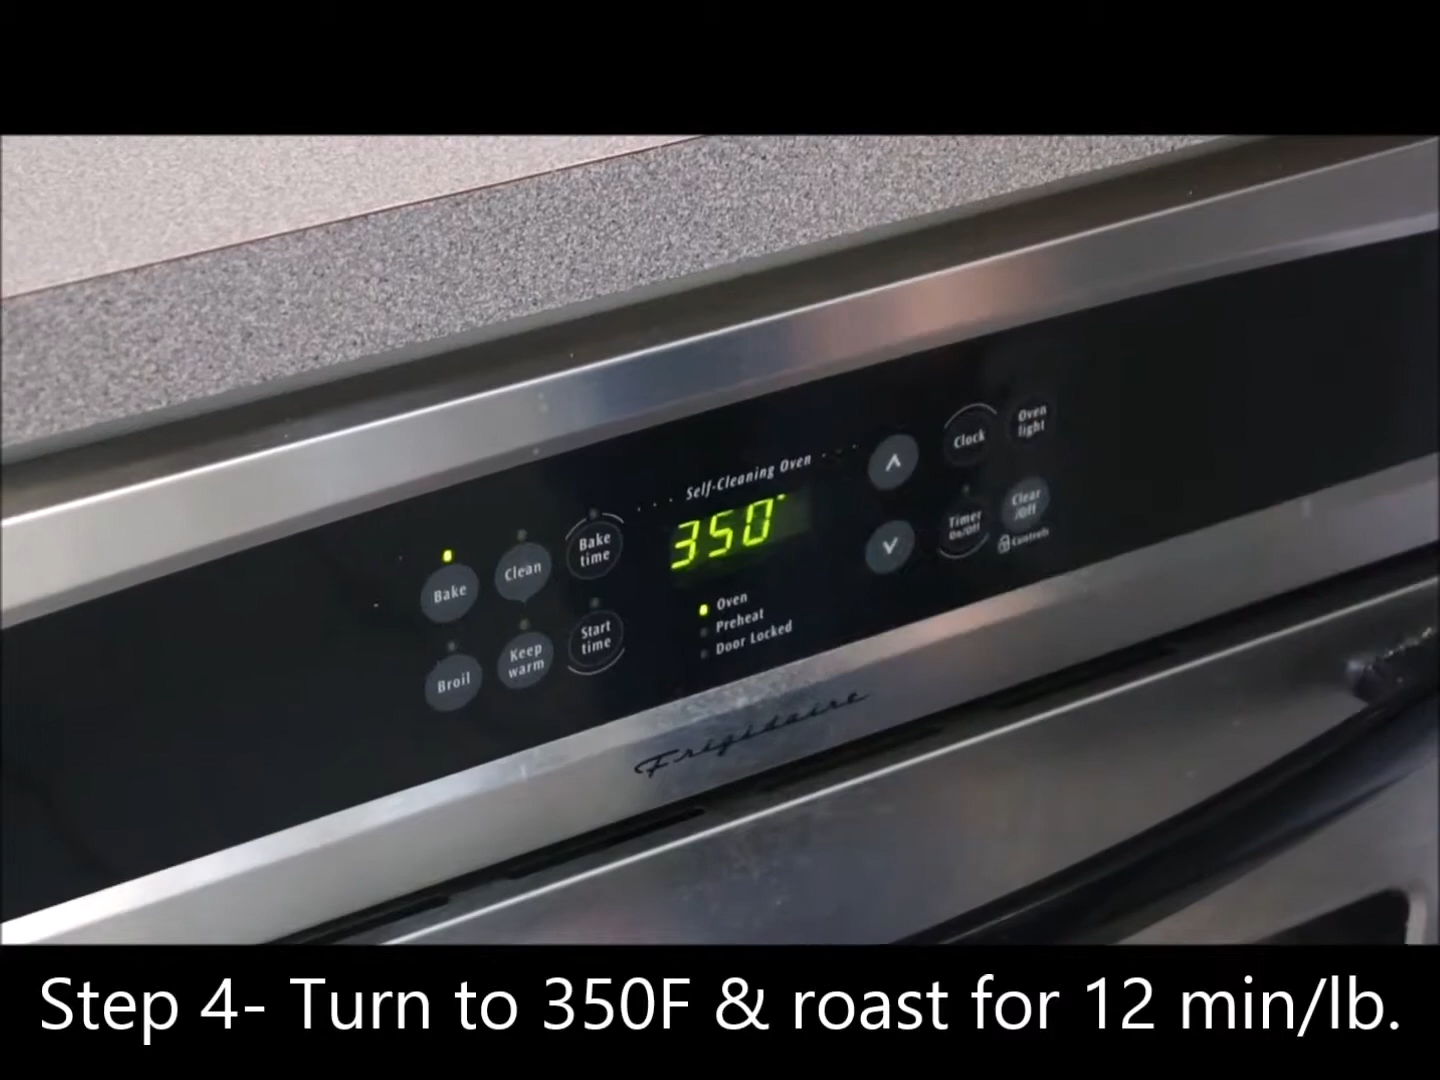 Self-Cleaning Oven
350°
Bake
Clean
Bake
time
Broil
Keep
warm
Start
time
Oven
Preheat
Door Locked
Clock
Oven
light
Timer
On/Off
Clear
/Off
Controls
Frigidaire
Step 4- Turn to 350F & roast for 12 min/lb.